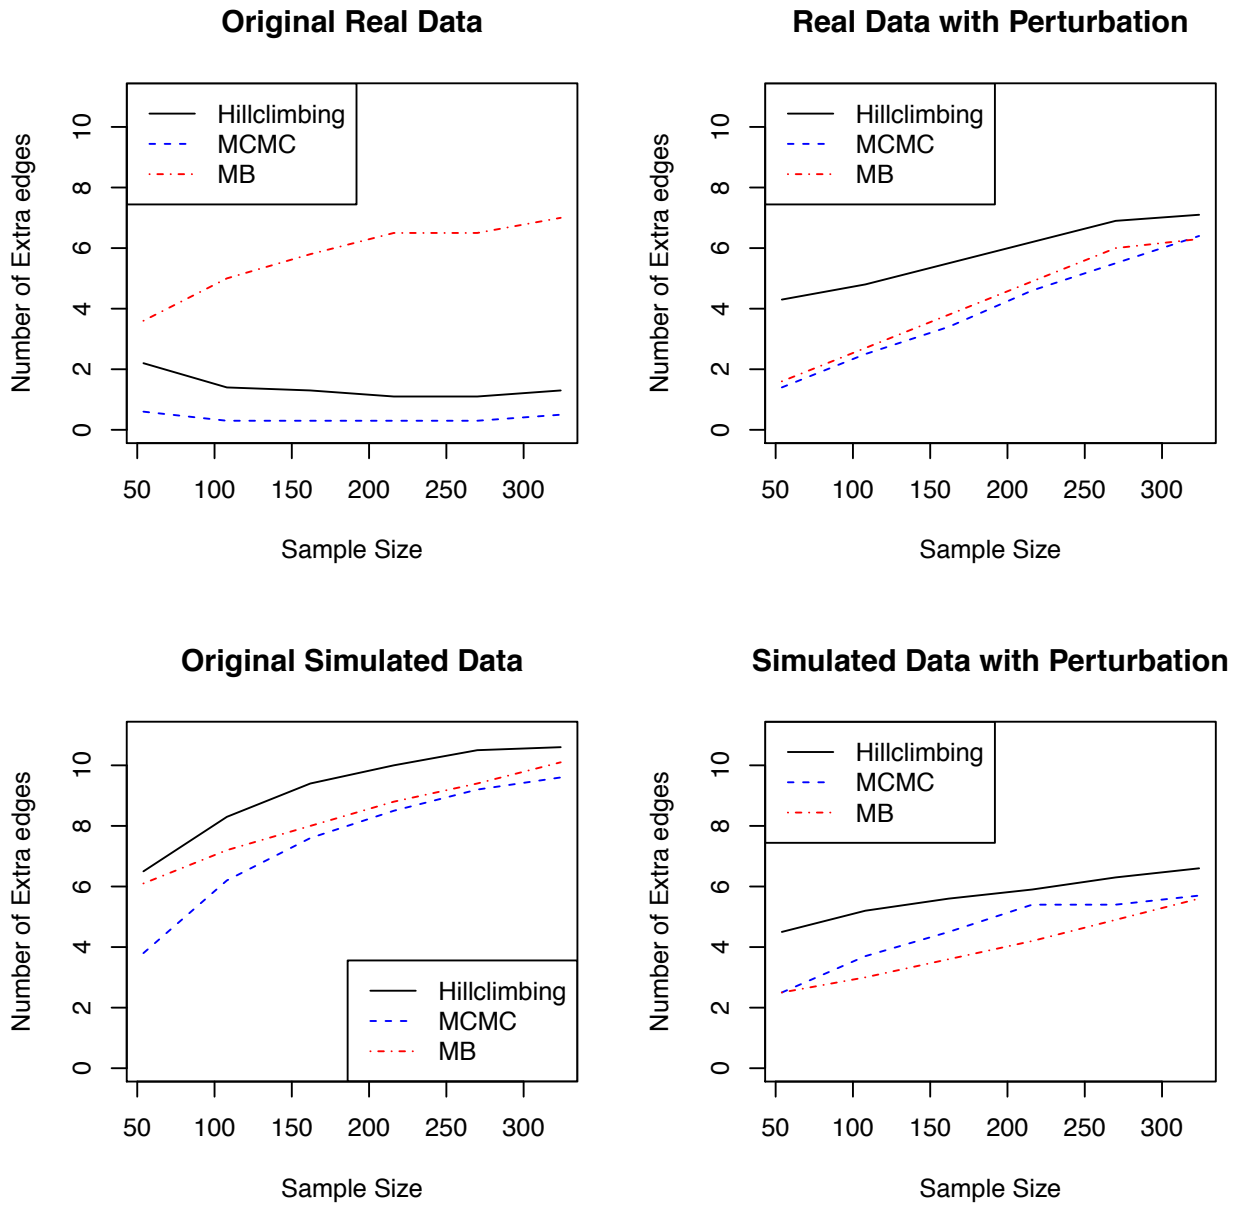 Original Real Data
Number of Extra edges
10
8
6
4
2
0
Hillclimbing
MCMC
MB
50 100 150 200 250 300
Sample Size
Real Data with Perturbation
Number of Extra edges
10
8
6
4
2
0
Hillclimbing
MCMC
MB
50 100 150 200 250 300
Sample Size
Original Simulated Data
Number of Extra edges
10
8
6
4
2
0
Hillclimbing
MCMC
MB
50 100 150 200 250 300
Sample Size
Simulated Data with Perturbation
Number of Extra edges
10
8
6
4
2
0
Hillclimbing
MCMC
MB
50 100 150 200 250 300
Sample Size